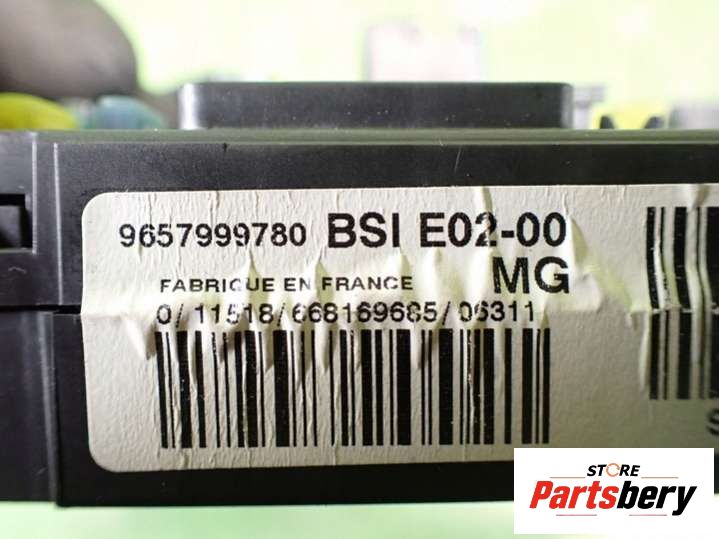 9657999780 BSI E02-00
FABRIQUE EN FRANCE MG
0/11518/668169685/06311
S
STORE
Partsbery